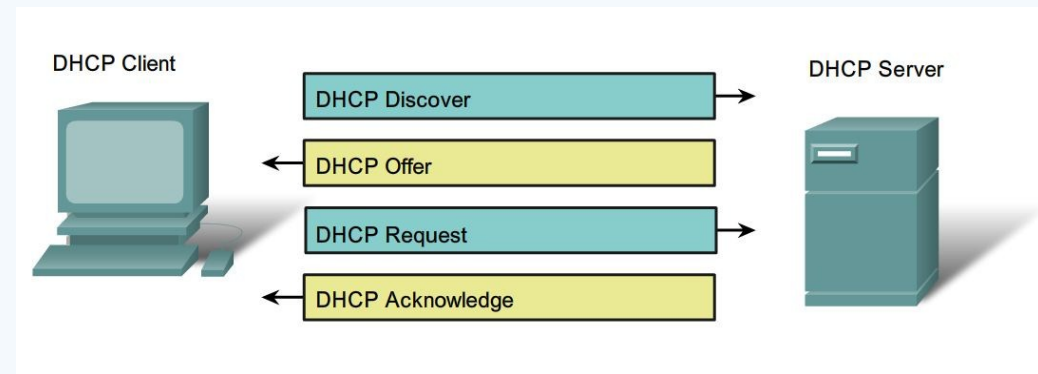 DHCP Client
DHCP Server
DHCP Discover
DHCP Offer
DHCP Request
DHCP Acknowledge